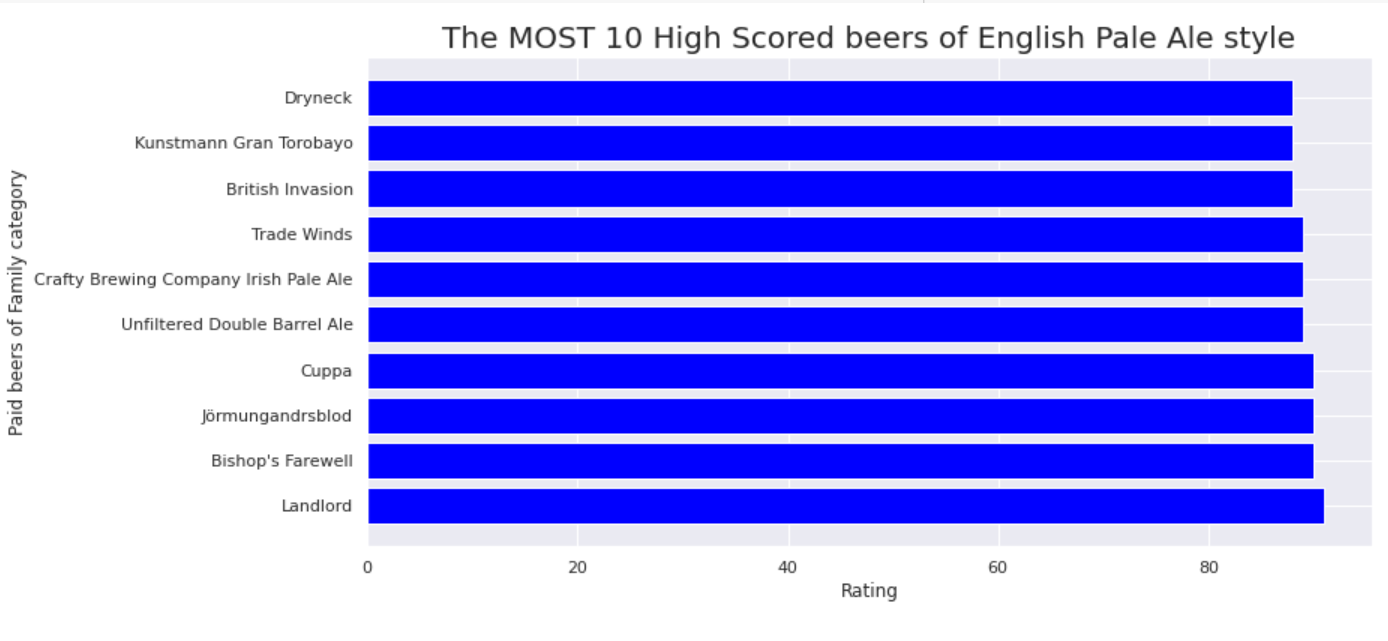 The MOST 10 High Scored beers of English Pale Ale style
Paid beers of Family category
Dryneck
Kunstmann Gran Torobayo
British Invasion
Trade Winds
Crafty Brewing Company Irish Pale Ale
Unfiltered Double Barrel Ale
Cuppa
Jörmungandrsblod
Bishop's Farewell
Landlord
0 20 40 60 80
Rating